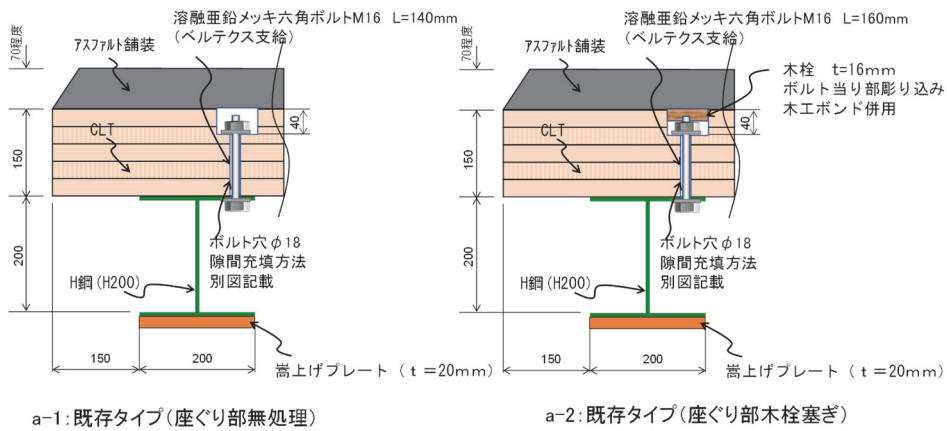 溶融亜鉛メッキ六角ボルトM16 L=140mm
(ベルテクス支給)
70程度
アスファルト舗装
40
CLT
150
200
ボルト穴φ18
隙間充填方法
別図記載
H鋼(H200)
150
200
嵩上げプレート(t=20mm)
a-1:既存タイプ(座ぐり部無処理)
溶融亜鉛メッキ六角ボルトM16 L=160mm
(ベルテクス支給)
70程度
アスファルト舗装
木栓 t=16mm
ボルト当り部彫り込み
木工ボンド併用
40
CLT
150
200
ボルト穴φ18
隙間充填方法
別図記載
H鋼(H200)
150
200
嵩上げプレート(t=20mm)
a-2:既存タイプ(座ぐり部木栓塞ぎ)